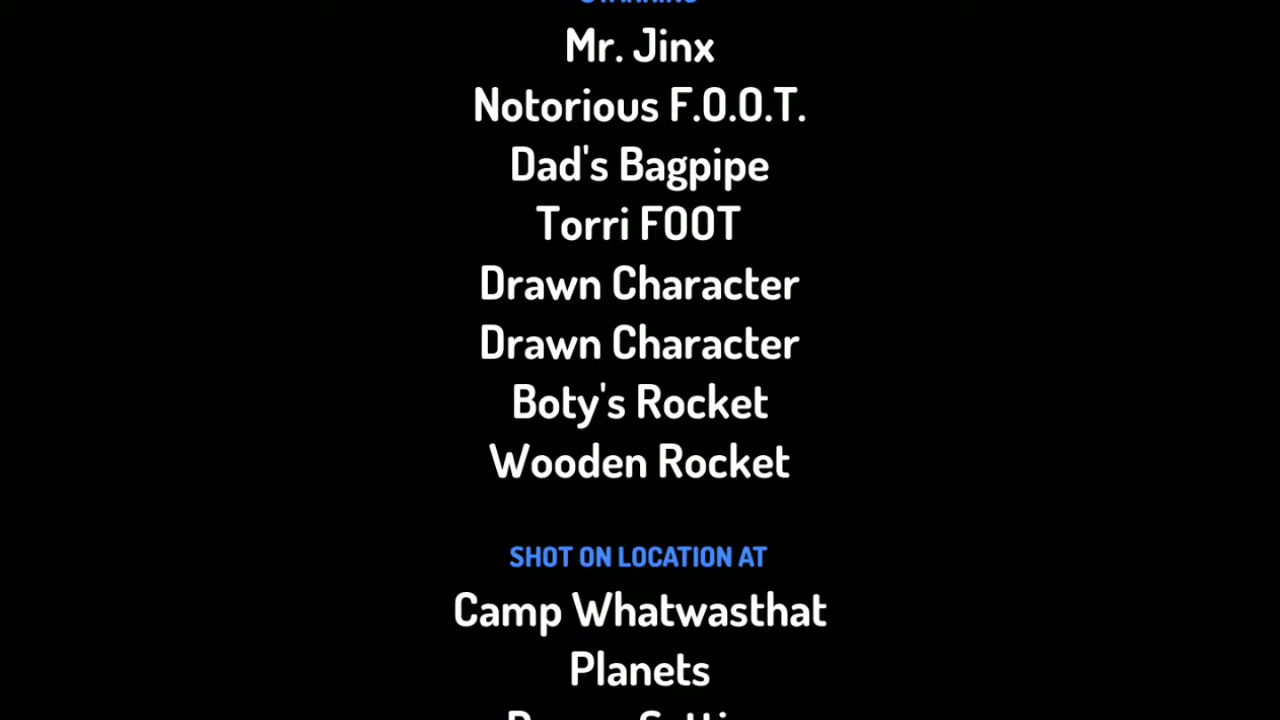 Mr. Jinx
Notorious F.O.O.T.
Dad's Bagpipe
Torri FOOT
Drawn Character
Drawn Character
Boty's Rocket
Wooden Rocket
SHOT ON LOCATION AT
Camp Whatwasthat
Planets